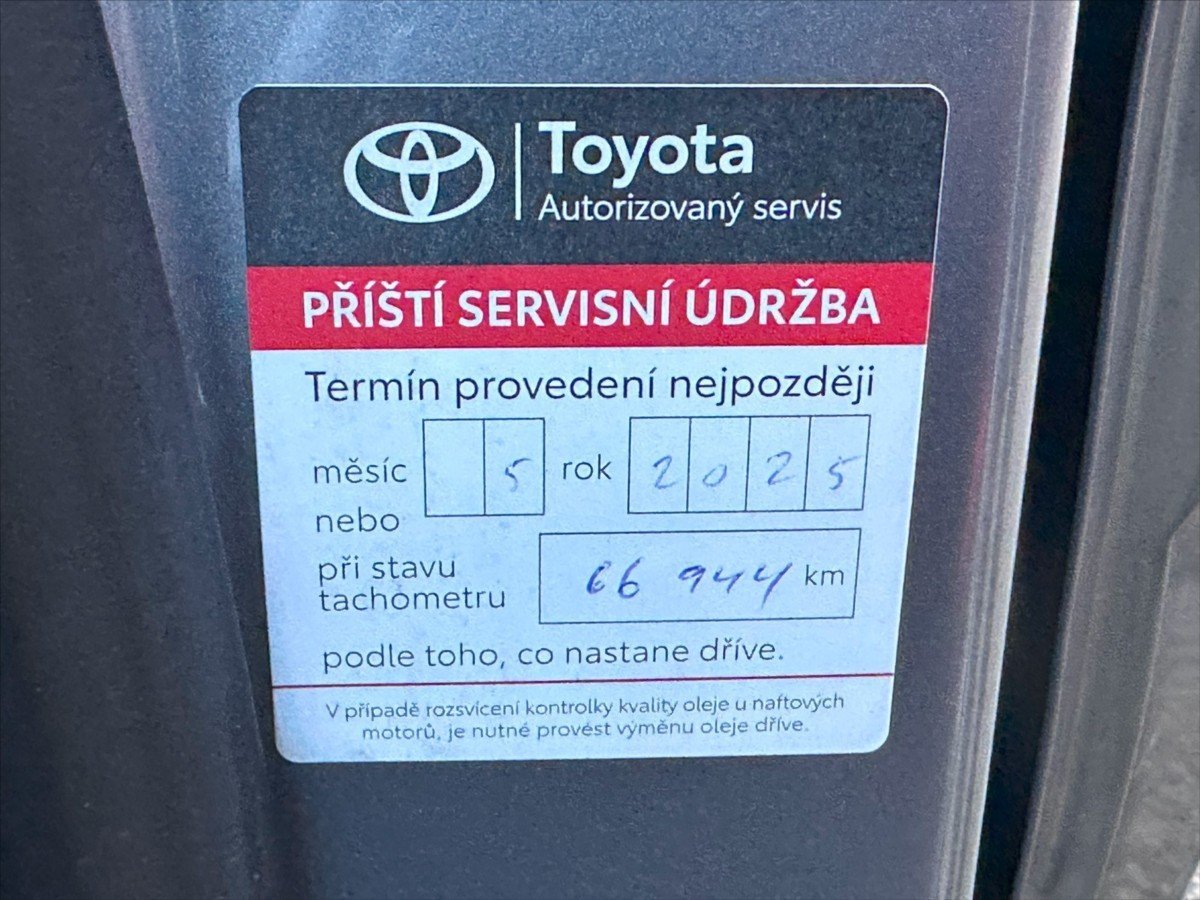 Toyota
Autorizovaný servis
PŘÍŠTÍ SERVISNÍ ÚDRŽBA
Termín provedení nejpozději
měsíc 5 rok 2025
nebo
při stavu
tachometru 66 944 km
podle toho, co nastane dříve.
V případě rozsvícení kontrolky kvality oleje u naftových
motorů, je nutné provést výměnu oleje dříve.